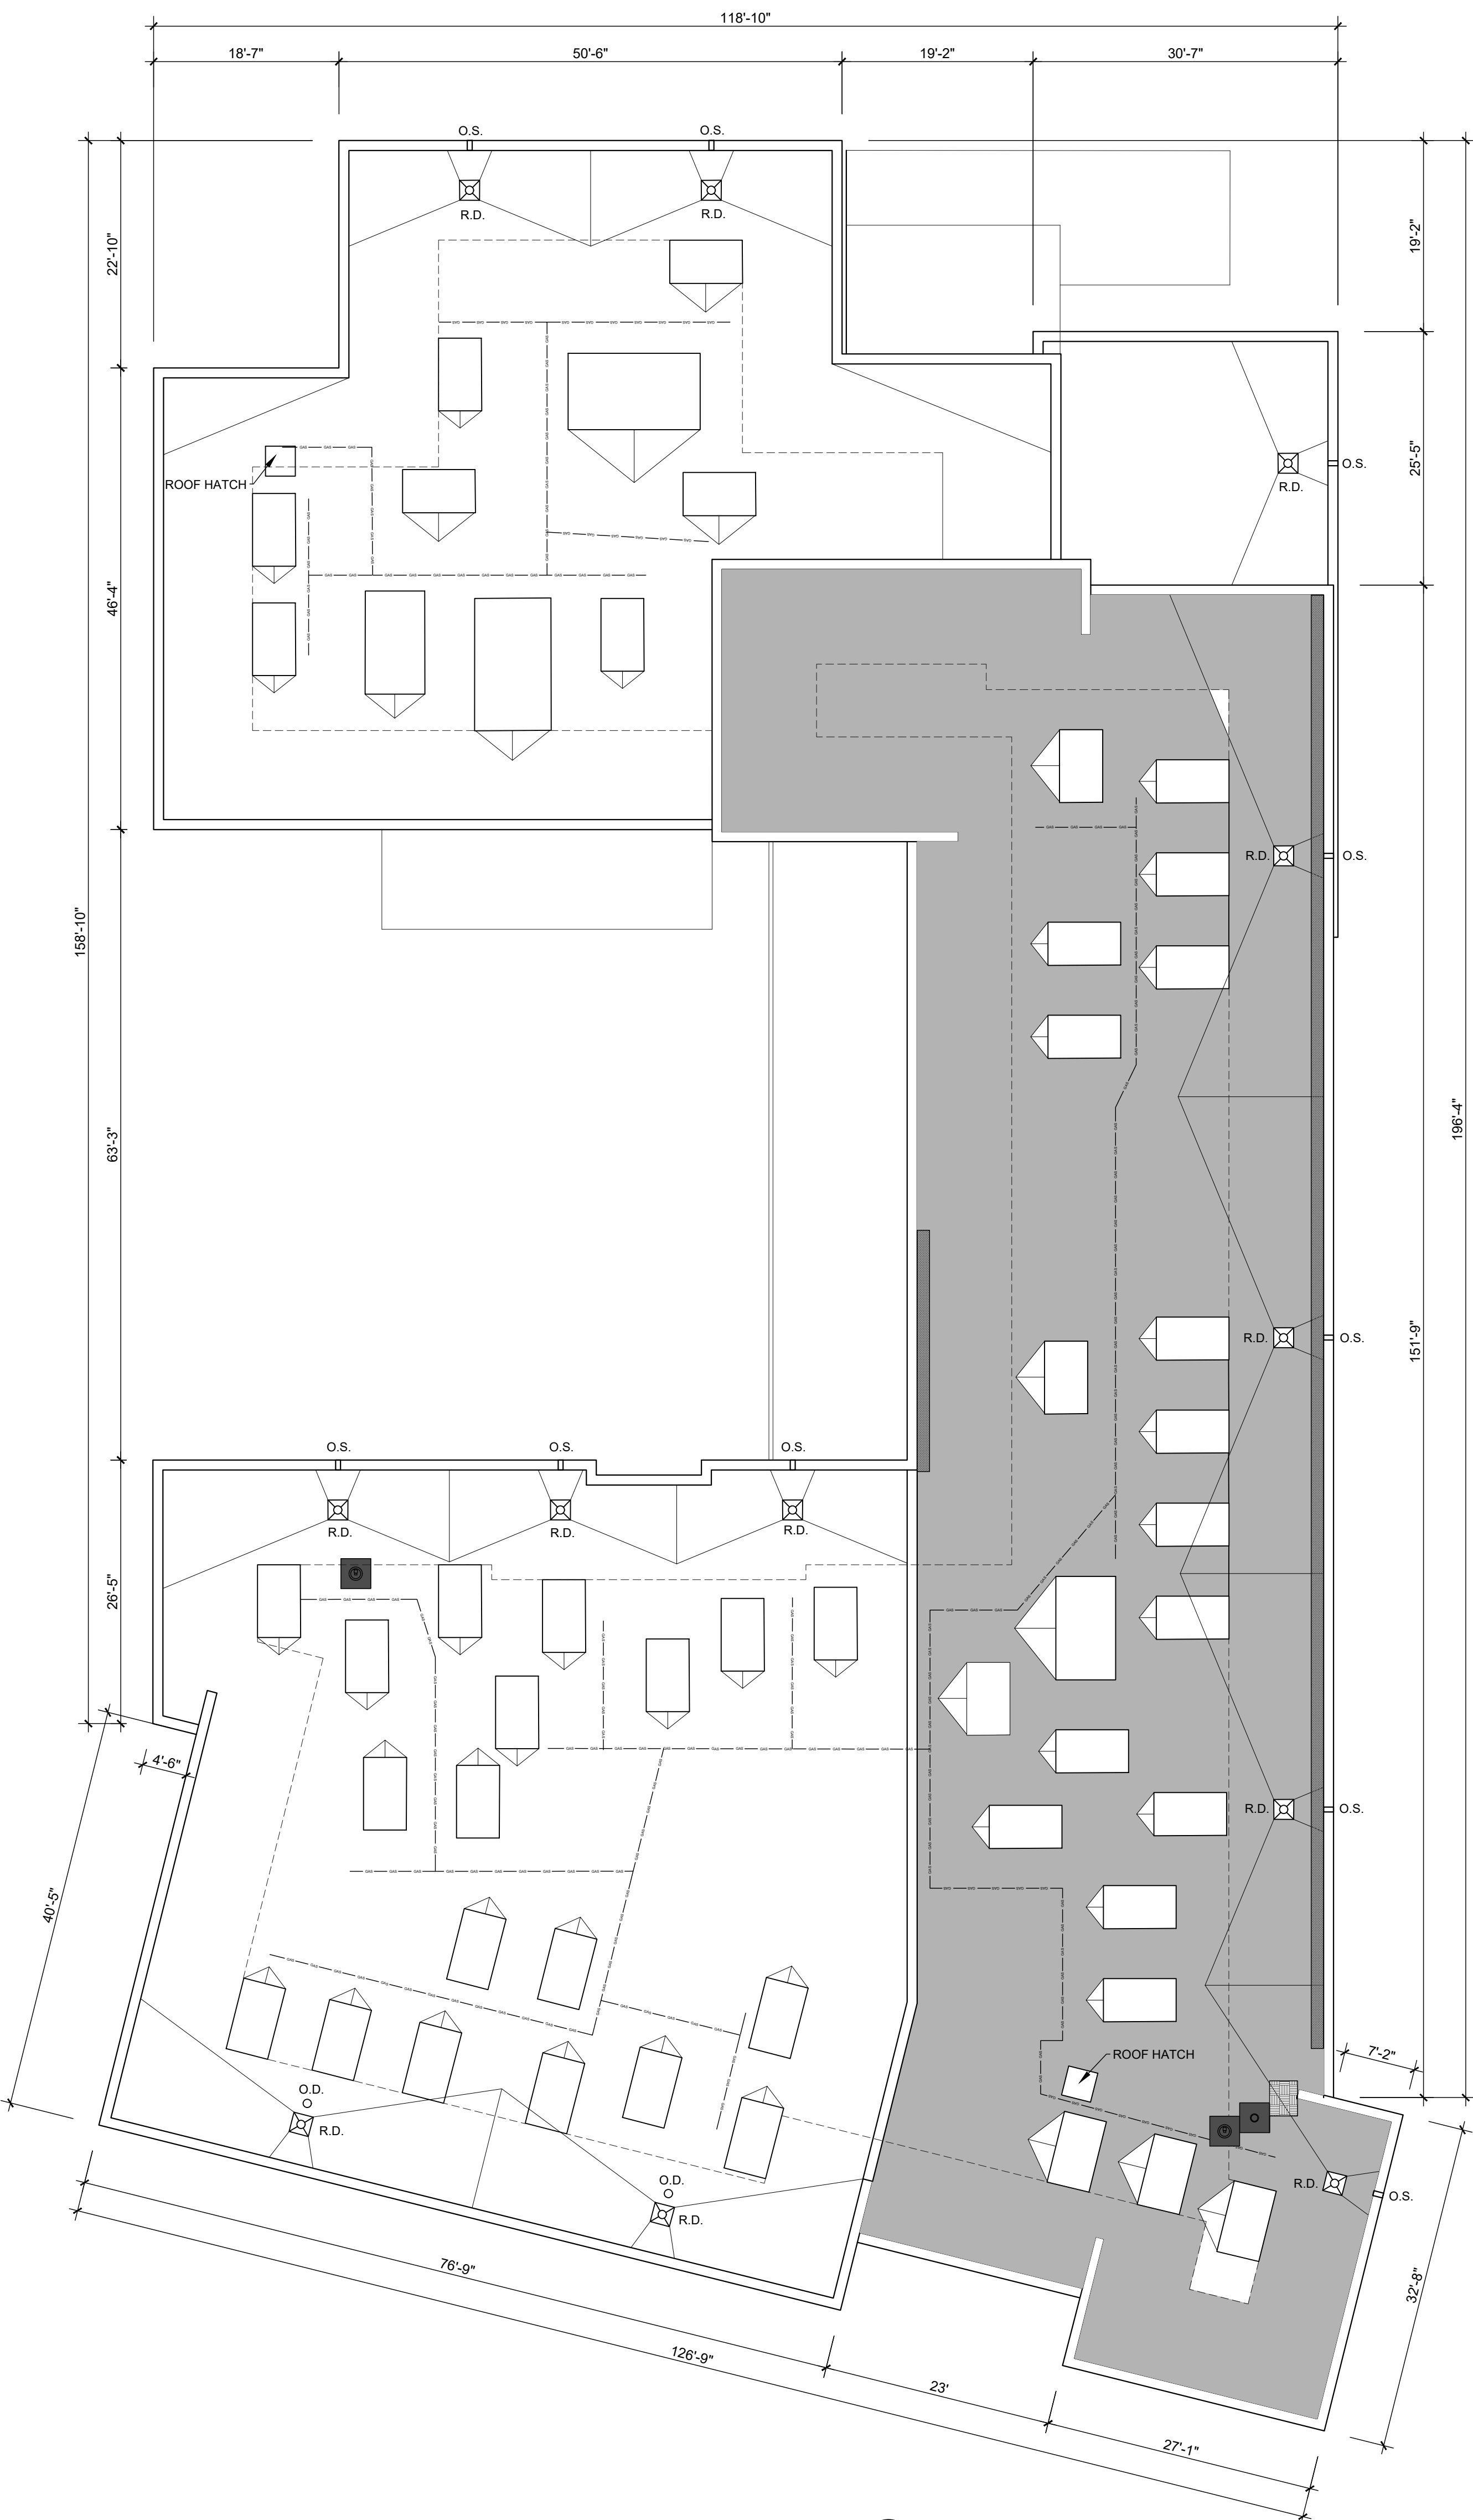 118'-10"
18'-7"
50'-6"
19'-2"
30'-7"
O.S.
O.S.
R.D.
R.D.
22'-10"
19'-2"
ROOF HATCH
R.D.
O.S.
25'-5"
46'-4"
R.D.
O.S.
158'-10"
63'-3"
196'-4"
151'-9"
R.D.
O.S.
O.S.
O.S.
O.S.
R.D.
R.D.
R.D.
26'-5"
4'-6"
R.D.
O.S.
40'-5"
ROOF HATCH
7'-2"
O.D.
R.D.
O.D.
R.D.
R.D.
O.S.
76'-9"
32'-8"
126'-9"
23'
27'-1"
GAS